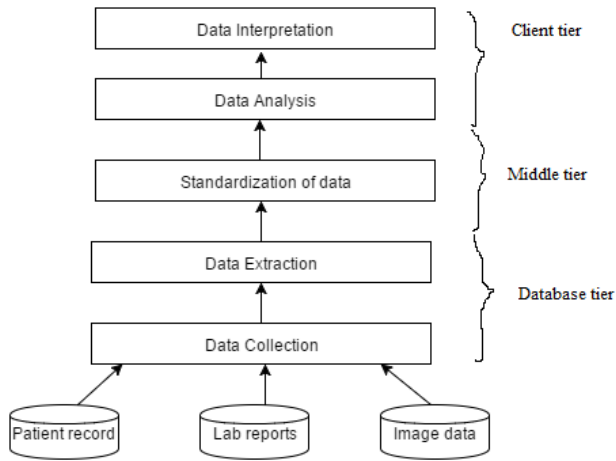 Data Interpretation
Client tier
Data Analysis
Standardization of data
Middle tier
Data Extraction
Database tier
Data Collection
Patient record
Lab reports
Image data